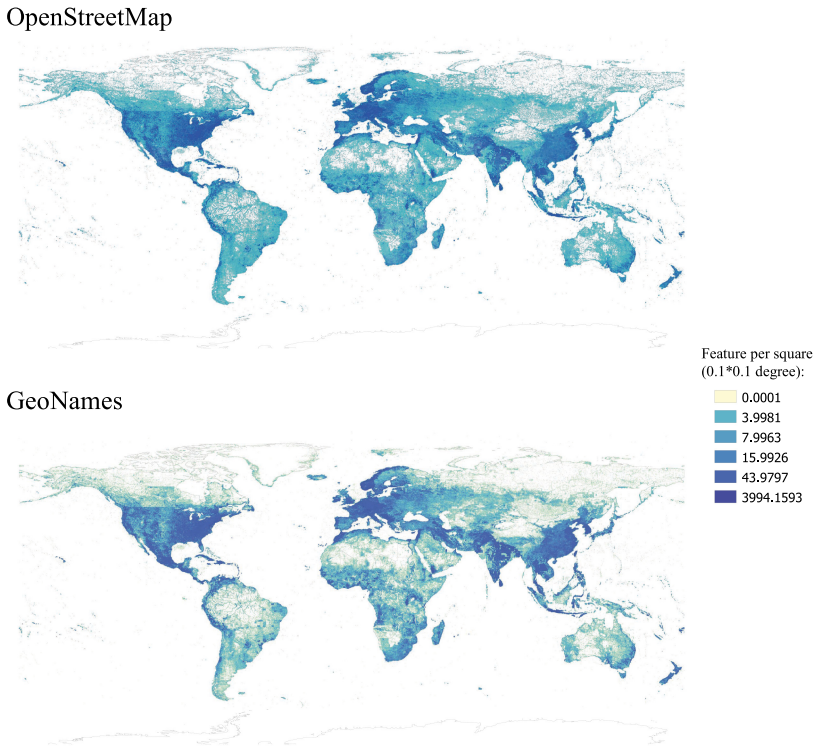 OpenStreetMap
Feature per square
(0.1*0.1 degree):
0.0001
3.9981
7.9963
15.9926
43.9797
3994.1593
GeoNames